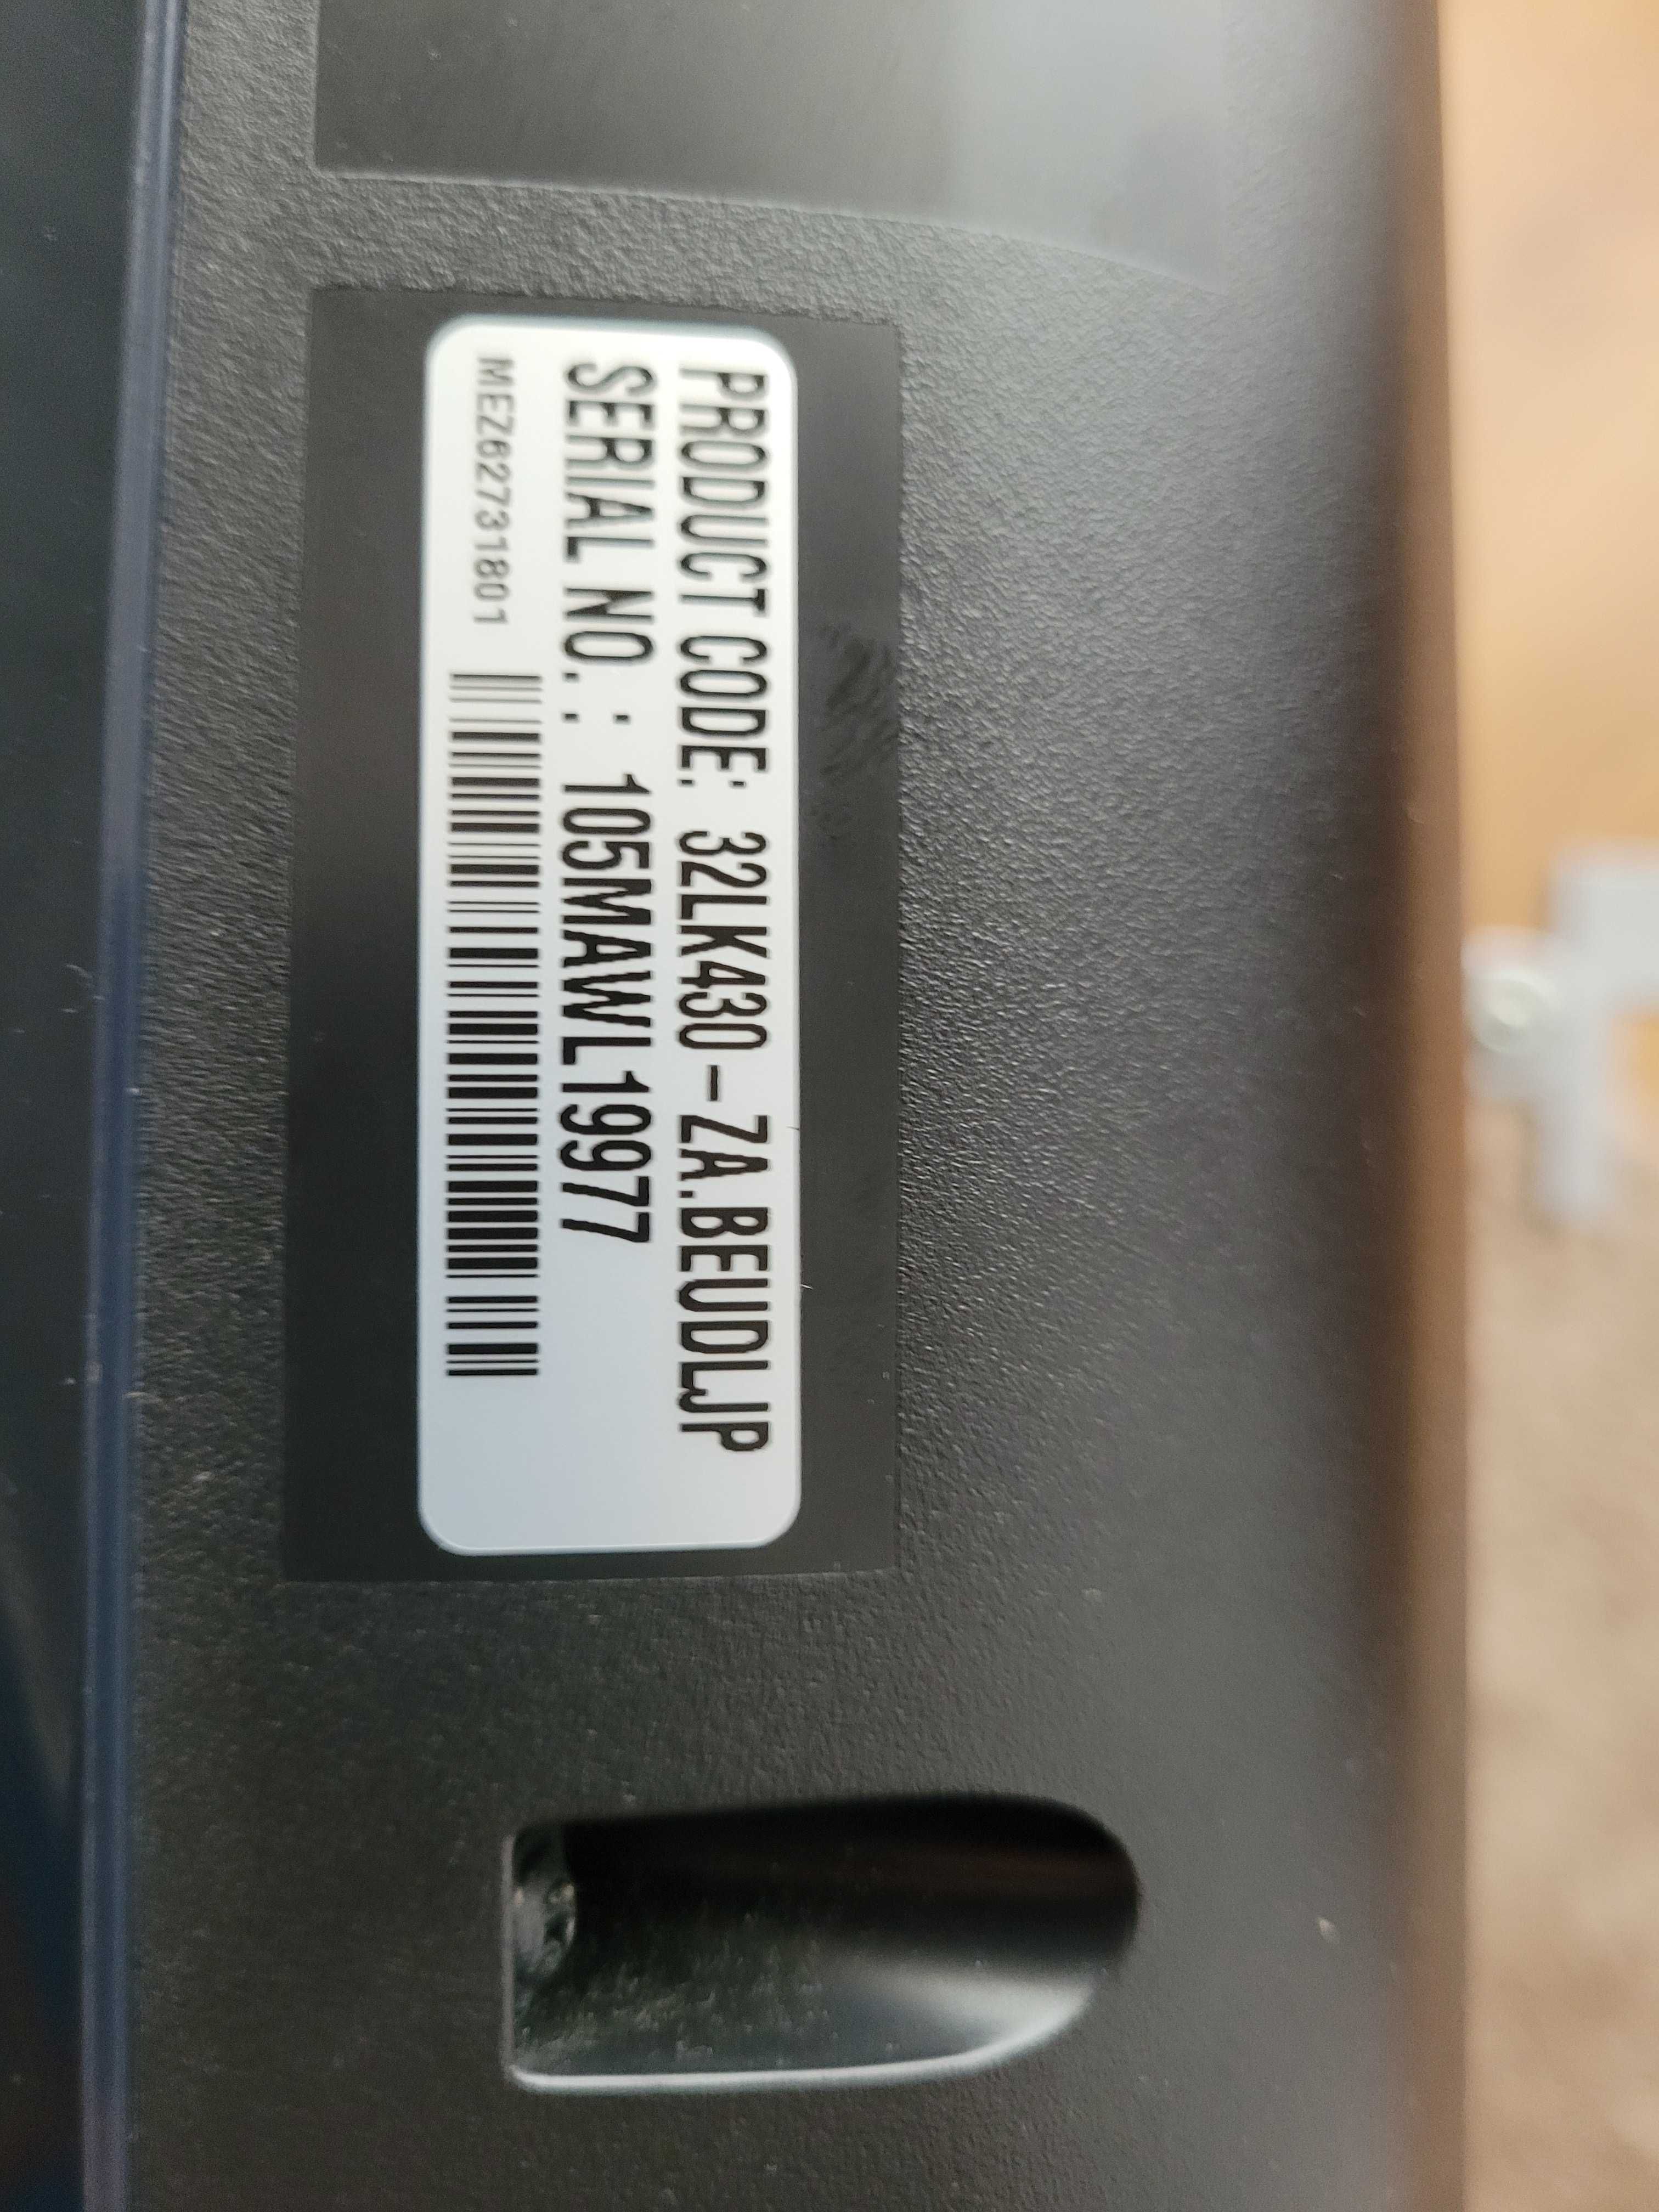 PRODUCT CODE: 32LK430-ZA.BEUDLJP
SERIAL NO. : 105MAWL19977
MEZ62731801